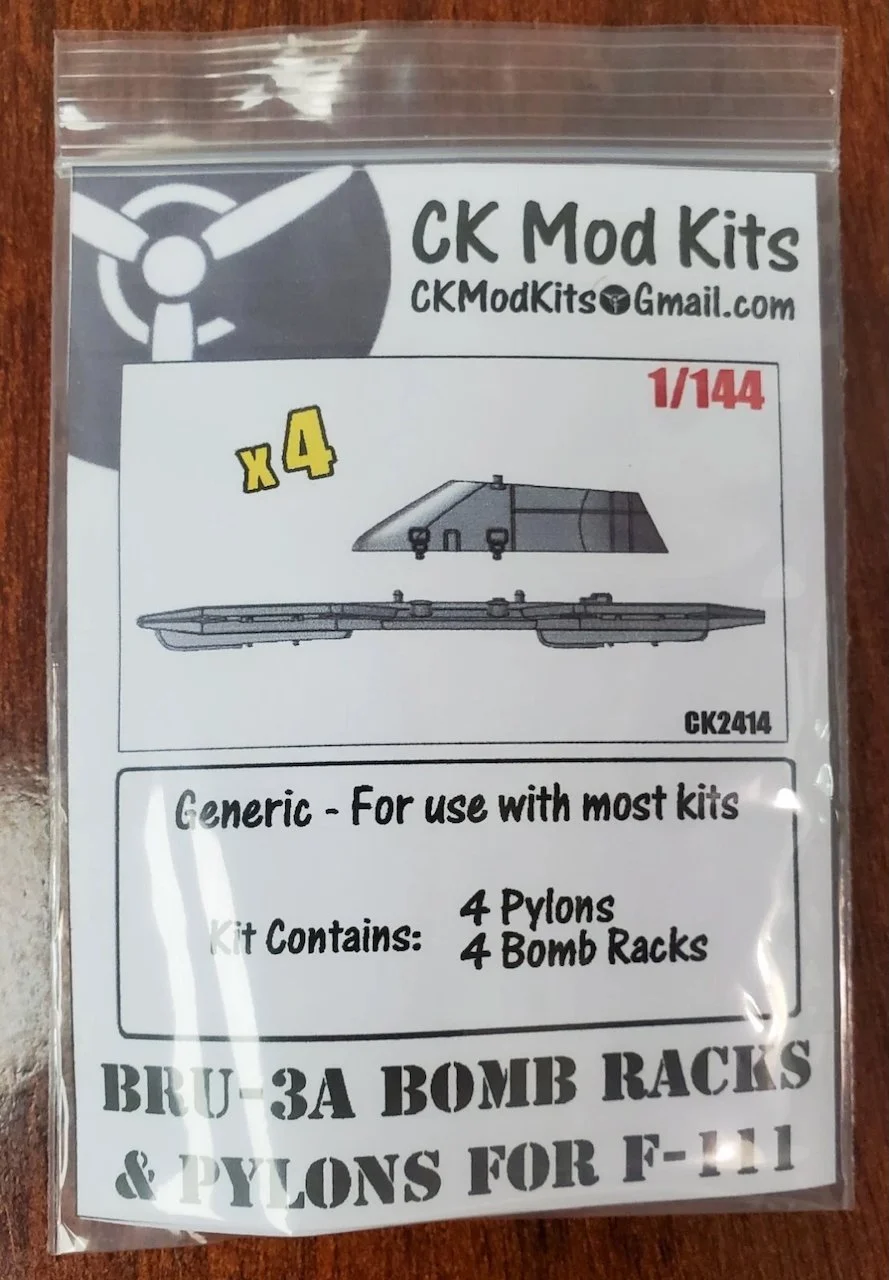 CK Mod Kits
CKModKits@Gmail.com
1/144
x4
CK2414
Generic - For use with most kits
Kit Contains:
4 Pylons
4 Bomb Racks
BRU-3A BOMB RACKS
& PYLONS FOR F-111